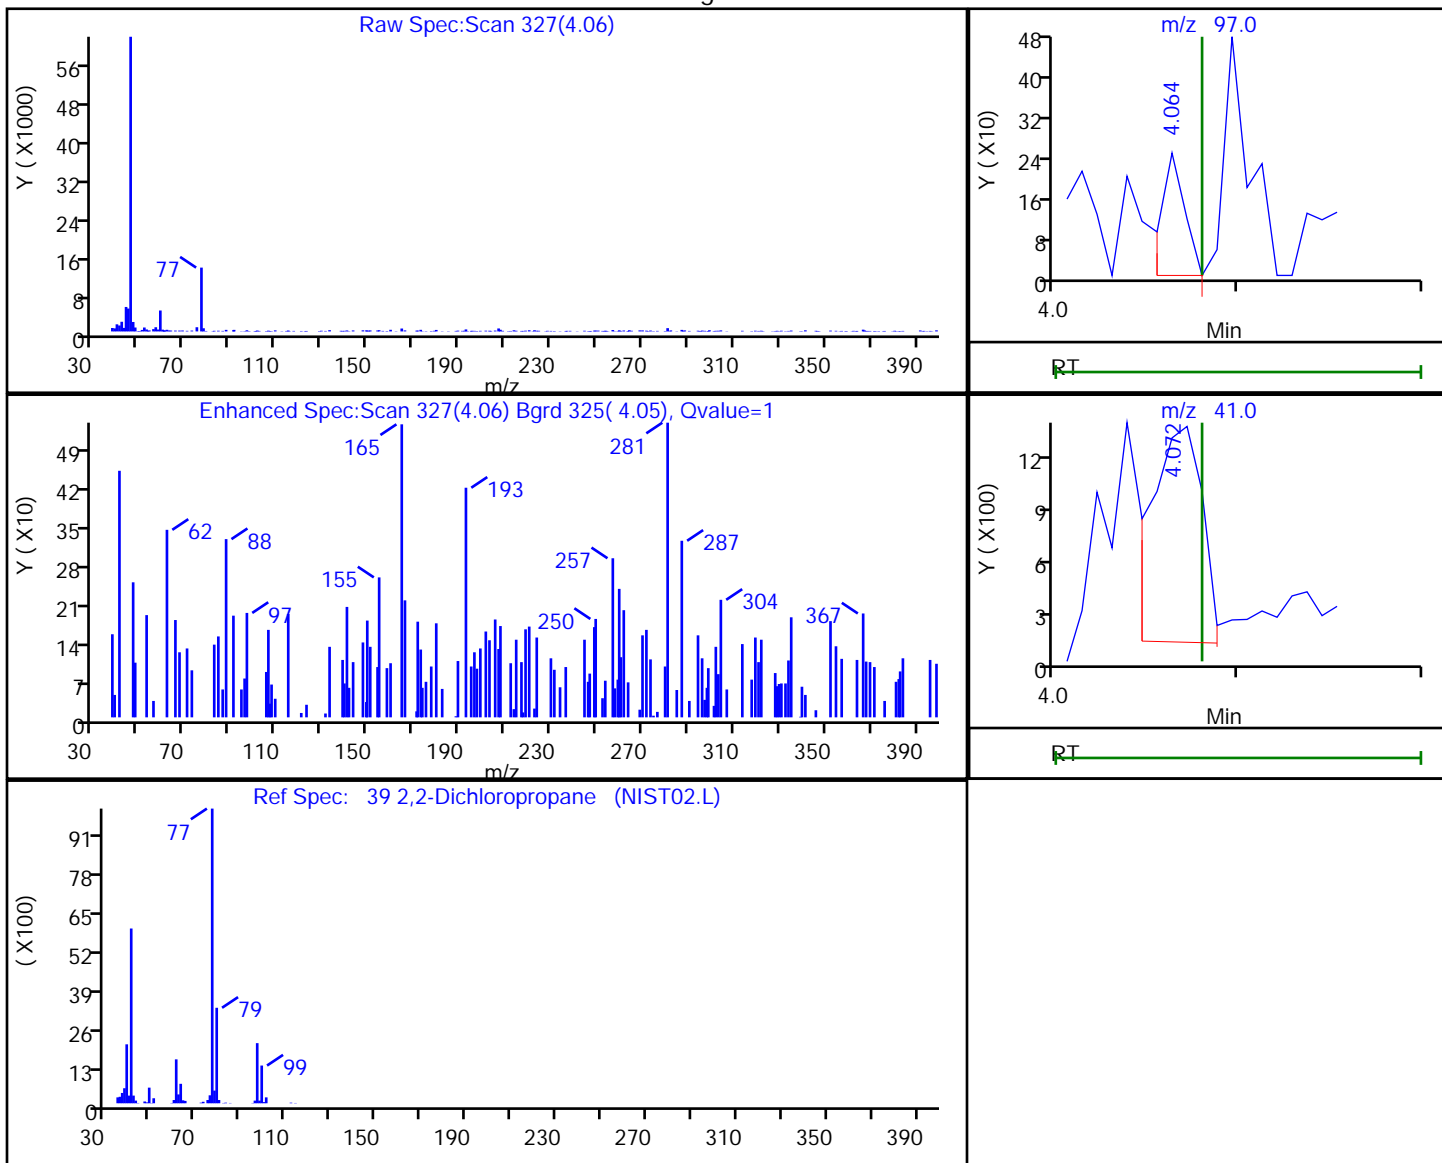 g
Raw Spec:Scan 327(4.06)
Y ( X1000)
56
48
40
32
24
16
8
0
77
30 70 110 150 190 230 270 310 350 390
m/z
m/z 97.0
Y ( X10)
48
40
32
24
16
8
0
4.064
4.0
Min
RT
Enhanced Spec:Scan 327(4.06) Bgrd 325( 4.05), Qvalue=1
Y ( X10)
49
42
35
28
21
14
7
0
165
281
193
62
88
287
257
155
97
250
304
367
30 70 110 150 190 230 270 310 350 390
m/z
m/z 41.0
Y ( X100)
12
9
6
3
0
4.072
4.0
Min
RT
Ref Spec: 39 2,2-Dichloropropane (NIST02.L)
( X100)
91
78
65
52
39
26
13
0
77
79
99
30 70 110 150 190 230 270 310 350 390